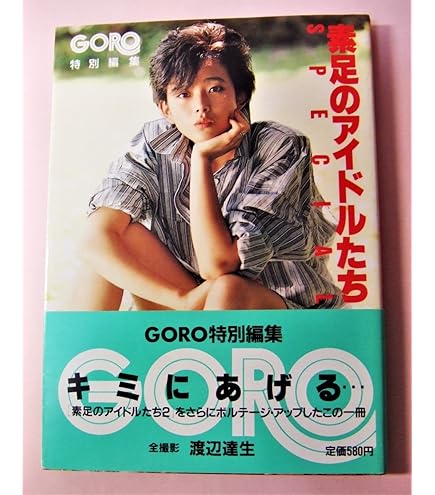 GORO
特別編集
素足のアイドルたち
SPECIAL
GORO特別編集
GORO
キミにあげる…
「素足のアイドルたち2」をさらにボルテージ・アップしたこの一冊
全撮影 渡辺達生
定価580円